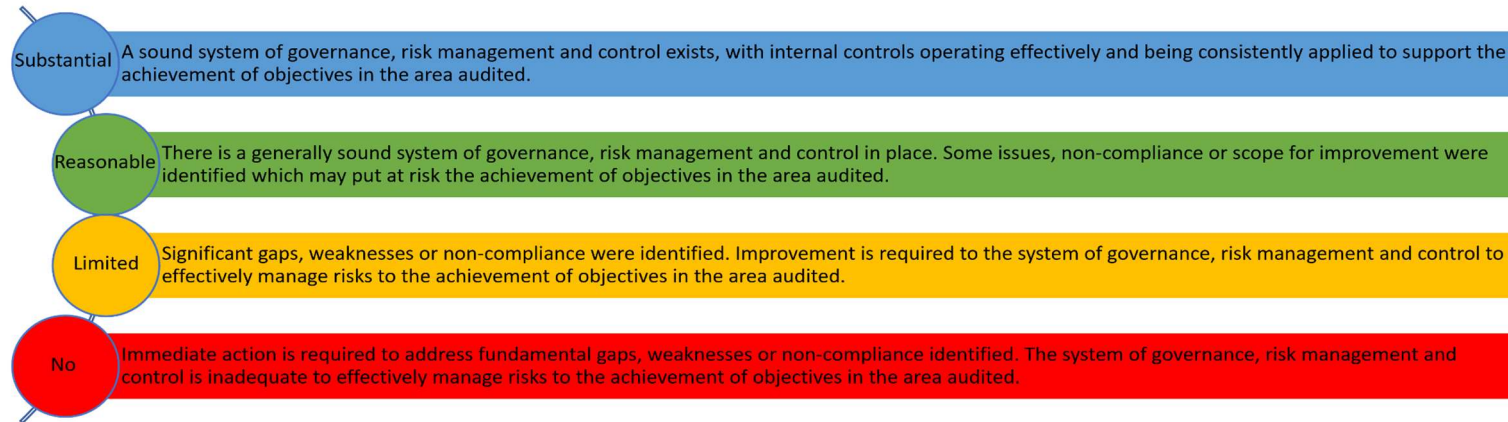 Substantial
A sound system of governance, risk management and control exists, with internal controls operating effectively and being consistently applied to support the
achievement of objectives in the area audited.
Reasonable
There is a generally sound system of governance, risk management and control in place. Some issues, non-compliance or scope for improvement were
identified which may put at risk the achievement of objectives in the area audited.
Limited
Significant gaps, weaknesses or non-compliance were identified. Improvement is required to the system of governance, risk management and control to
effectively manage risks to the achievement of objectives in the area audited.
No
Immediate action is required to address fundamental gaps, weaknesses or non-compliance identified. The system of governance, risk management and
control is inadequate to effectively manage risks to the achievement of objectives in the area audited.